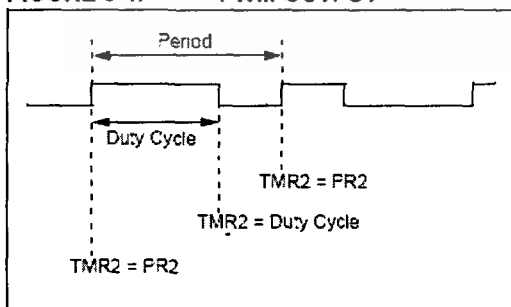 Period
Duty Cycle
TMR2 = PR2
TMR2 = Duty Cycle
TMR2 = PR2